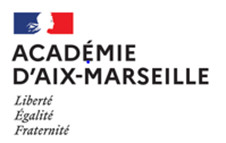 ACADÉMIE
D'AIX-MARSEILLE
Liberté
Égalité
Fraternité